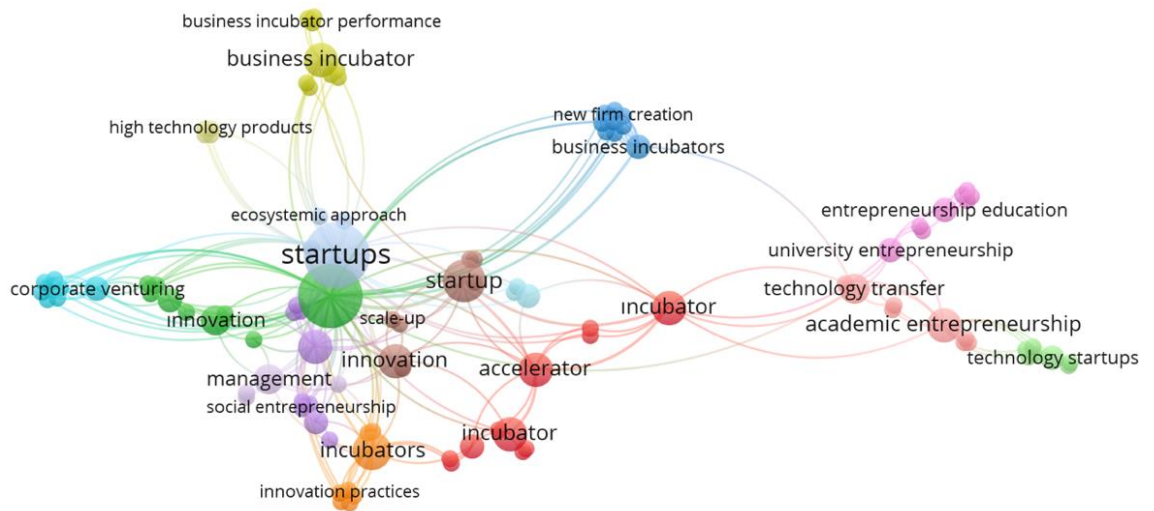 business incubator performance
business incubator
high technology products
new firm creation
business incubators
ecosystemic approach
entrepreneurship education
startups
university entrepreneurship
startup
corporate venturing
technology transfer
incubator
innovation
scale-up
academic entrepreneurship
innovation
technology startups
accelerator
management
social entrepreneurship
incubator
incubators
innovation practices